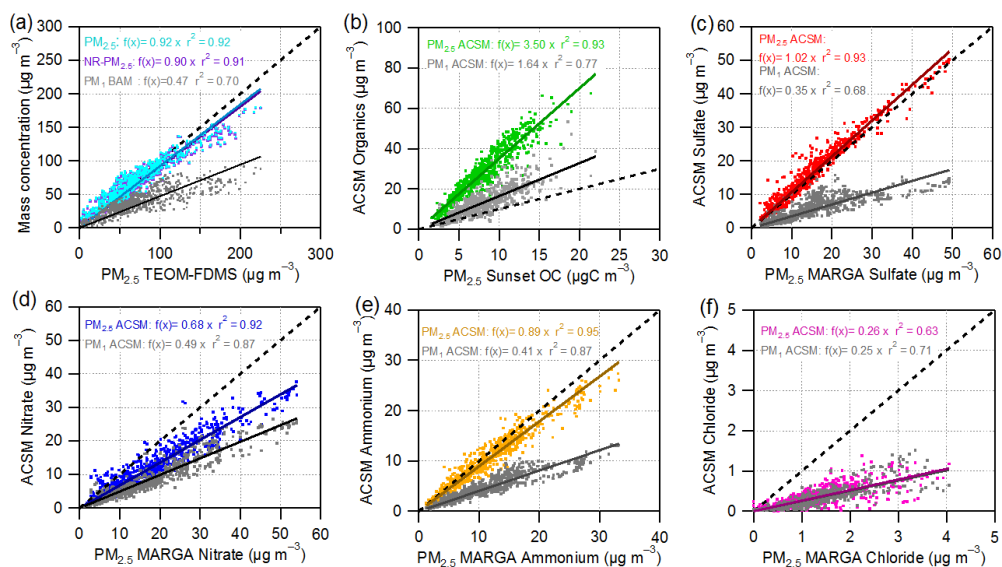 (a)
Mass concentration (µg m⁻³)
300
250
200
150
100
50
0
PM₂.₅: f(x)= 0.92 x r² = 0.92
NR-PM₂.₅: f(x)= 0.90 x r² = 0.91
PM₁ BAM : f(x)=0.47 r² = 0.70
0 100 200 300
PM₂.₅ TEOM-FDMS (µg m⁻³)
(b)
ACSM Organics (µg m⁻³)
100
80
60
40
20
0
PM₂.₅ ACSM: f(x)= 3.50 x r² = 0.93
PM₁ ACSM: f(x)= 1.64 x r² = 0.77
0 5 10 15 20 25 30
PM₂.₅ Sunset OC (µgC m⁻³)
(c)
ACSM Sulfate (µg m⁻³)
60
50
40
30
20
10
0
PM₂.₅ ACSM:
f(x)= 1.02 x r² = 0.93
PM₁ ACSM:
f(x)= 0.35 x r² = 0.68
0 10 20 30 40 50 60
PM₂.₅ MARGA Sulfate (µg m⁻³)
(d)
ACSM Nitrate (µg m⁻³)
60
50
40
30
20
10
0
PM₂.₅ ACSM: f(x)= 0.68 x r² = 0.92
PM₁ ACSM: f(x)= 0.49 x r² = 0.87
0 10 20 30 40 50 60
PM₂.₅ MARGA Nitrate (µg m⁻³)
(e)
ACSM Ammonium (µg m⁻³)
40
30
20
10
0
PM₂.₅ ACSM: f(x)= 0.89 x r² = 0.95
PM₁ ACSM: f(x)= 0.41 x r² = 0.87
0 10 20 30 40
PM₂.₅ MARGA Ammonium (µg m⁻³)
(f)
ACSM Chloride (µg m⁻³)
5
4
3
2
1
0
PM₂.₅ ACSM: f(x)= 0.26 x r² = 0.63
PM₁ ACSM: f(x)= 0.25 x r² = 0.71
0 1 2 3 4 5
PM₂.₅ MARGA Chloride (µg m⁻³)